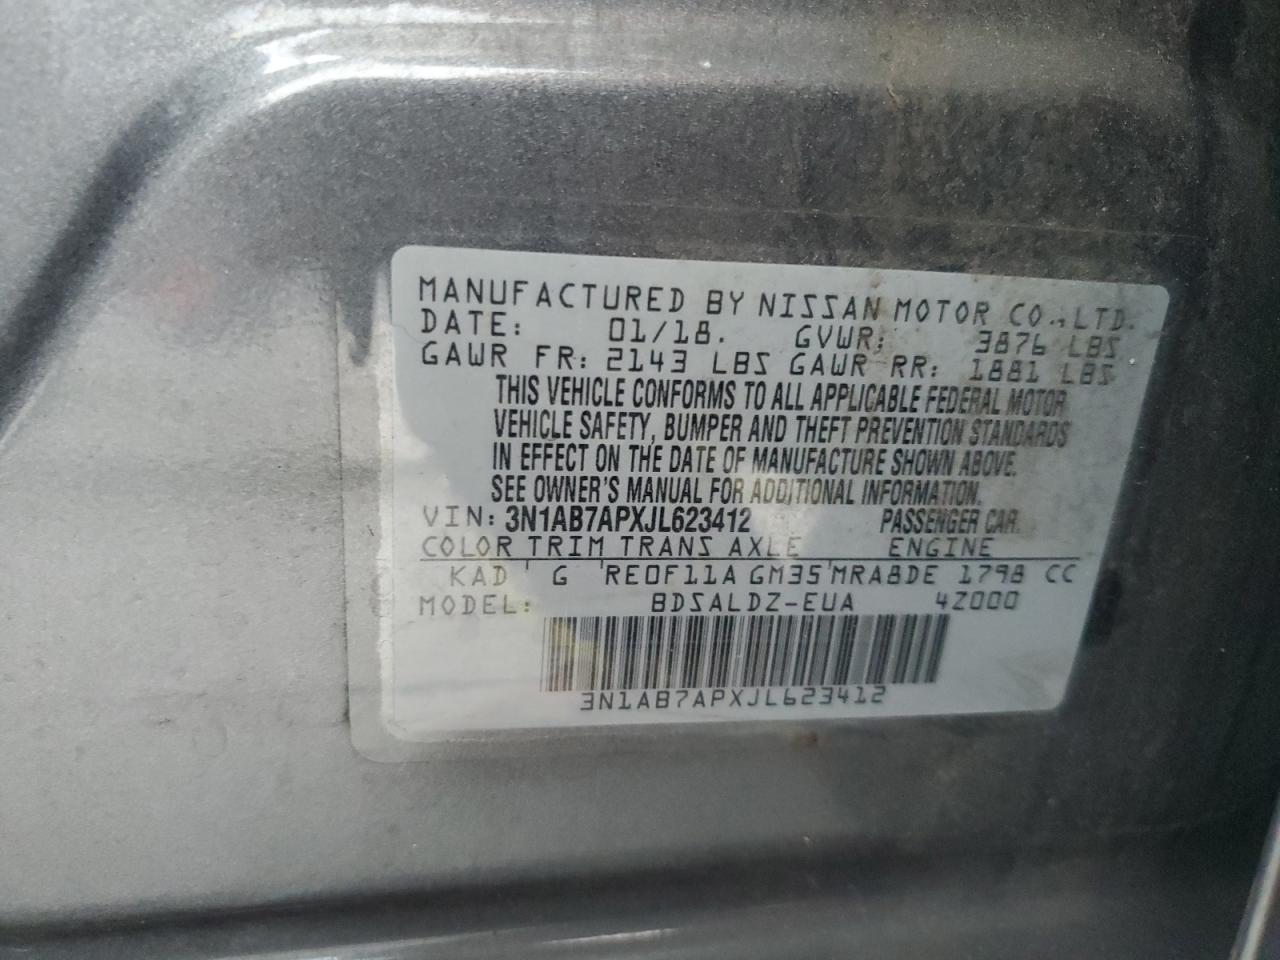 MANUFACTURED BY NISSAN MOTOR CO.,LTD.
DATE: 01/18. GVWR: 3876 LBS
GAWR FR: 2143 LBS GAWR RR: 1881 LBS
THIS VEHICLE CONFORMS TO ALL APPLICABLE FEDERAL MOTOR
VEHICLE SAFETY, BUMPER AND THEFT PREVENTION STANDARDS
IN EFFECT ON THE DATE OF MANUFACTURE SHOWN ABOVE.
SEE OWNER'S MANUAL FOR ADDITIONAL INFORMATION.
VIN: 3N1AB7APXJL623412 PASSENGER CAR
COLOR TRIM TRANS AXLE ENGINE
KAD G RE0F11A GM35 MRA8DE 1798 CC
MODEL: BDSALDZ-EUA 4Z000
3N1AB7APXJL623412